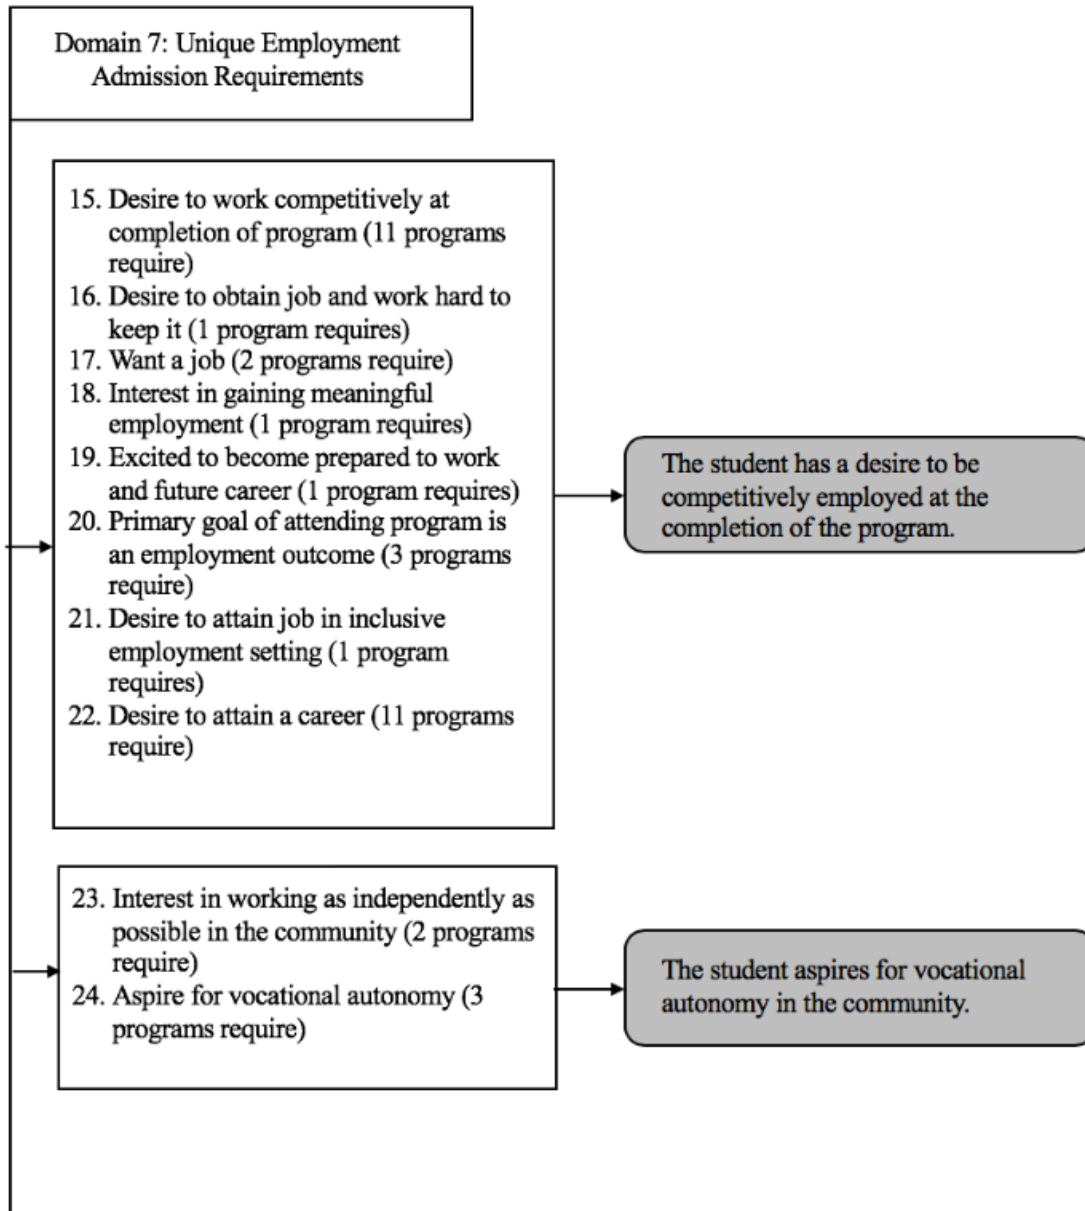 Domain 7: Unique Employment
Admission Requirements
15. Desire to work competitively at
completion of program (11 programs
require)
16. Desire to obtain job and work hard to
keep it (1 program requires)
17. Want a job (2 programs require)
18. Interest in gaining meaningful
employment (1 program requires)
19. Excited to become prepared to work
and future career (1 program requires)
20. Primary goal of attending program is
an employment outcome (3 programs
require)
21. Desire to attain job in inclusive
employment setting (1 program
requires)
22. Desire to attain a career (11 programs
require)
The student has a desire to be
competitively employed at the
completion of the program.
23. Interest in working as independently as
possible in the community (2 programs
require)
24. Aspire for vocational autonomy (3
programs require)
The student aspires for vocational
autonomy in the community.